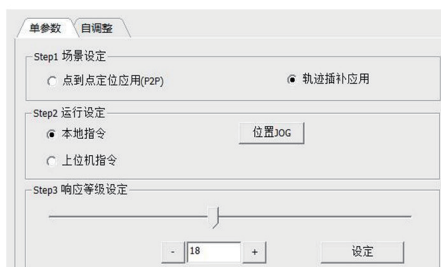 单参数 自调整
Step1 场景设定
点到点定位应用(P2P) 轨迹插补应用
Step2 运行设定
本地指令 位置JOG
上位机指令
Step3 响应等级设定
- 18 + 设定